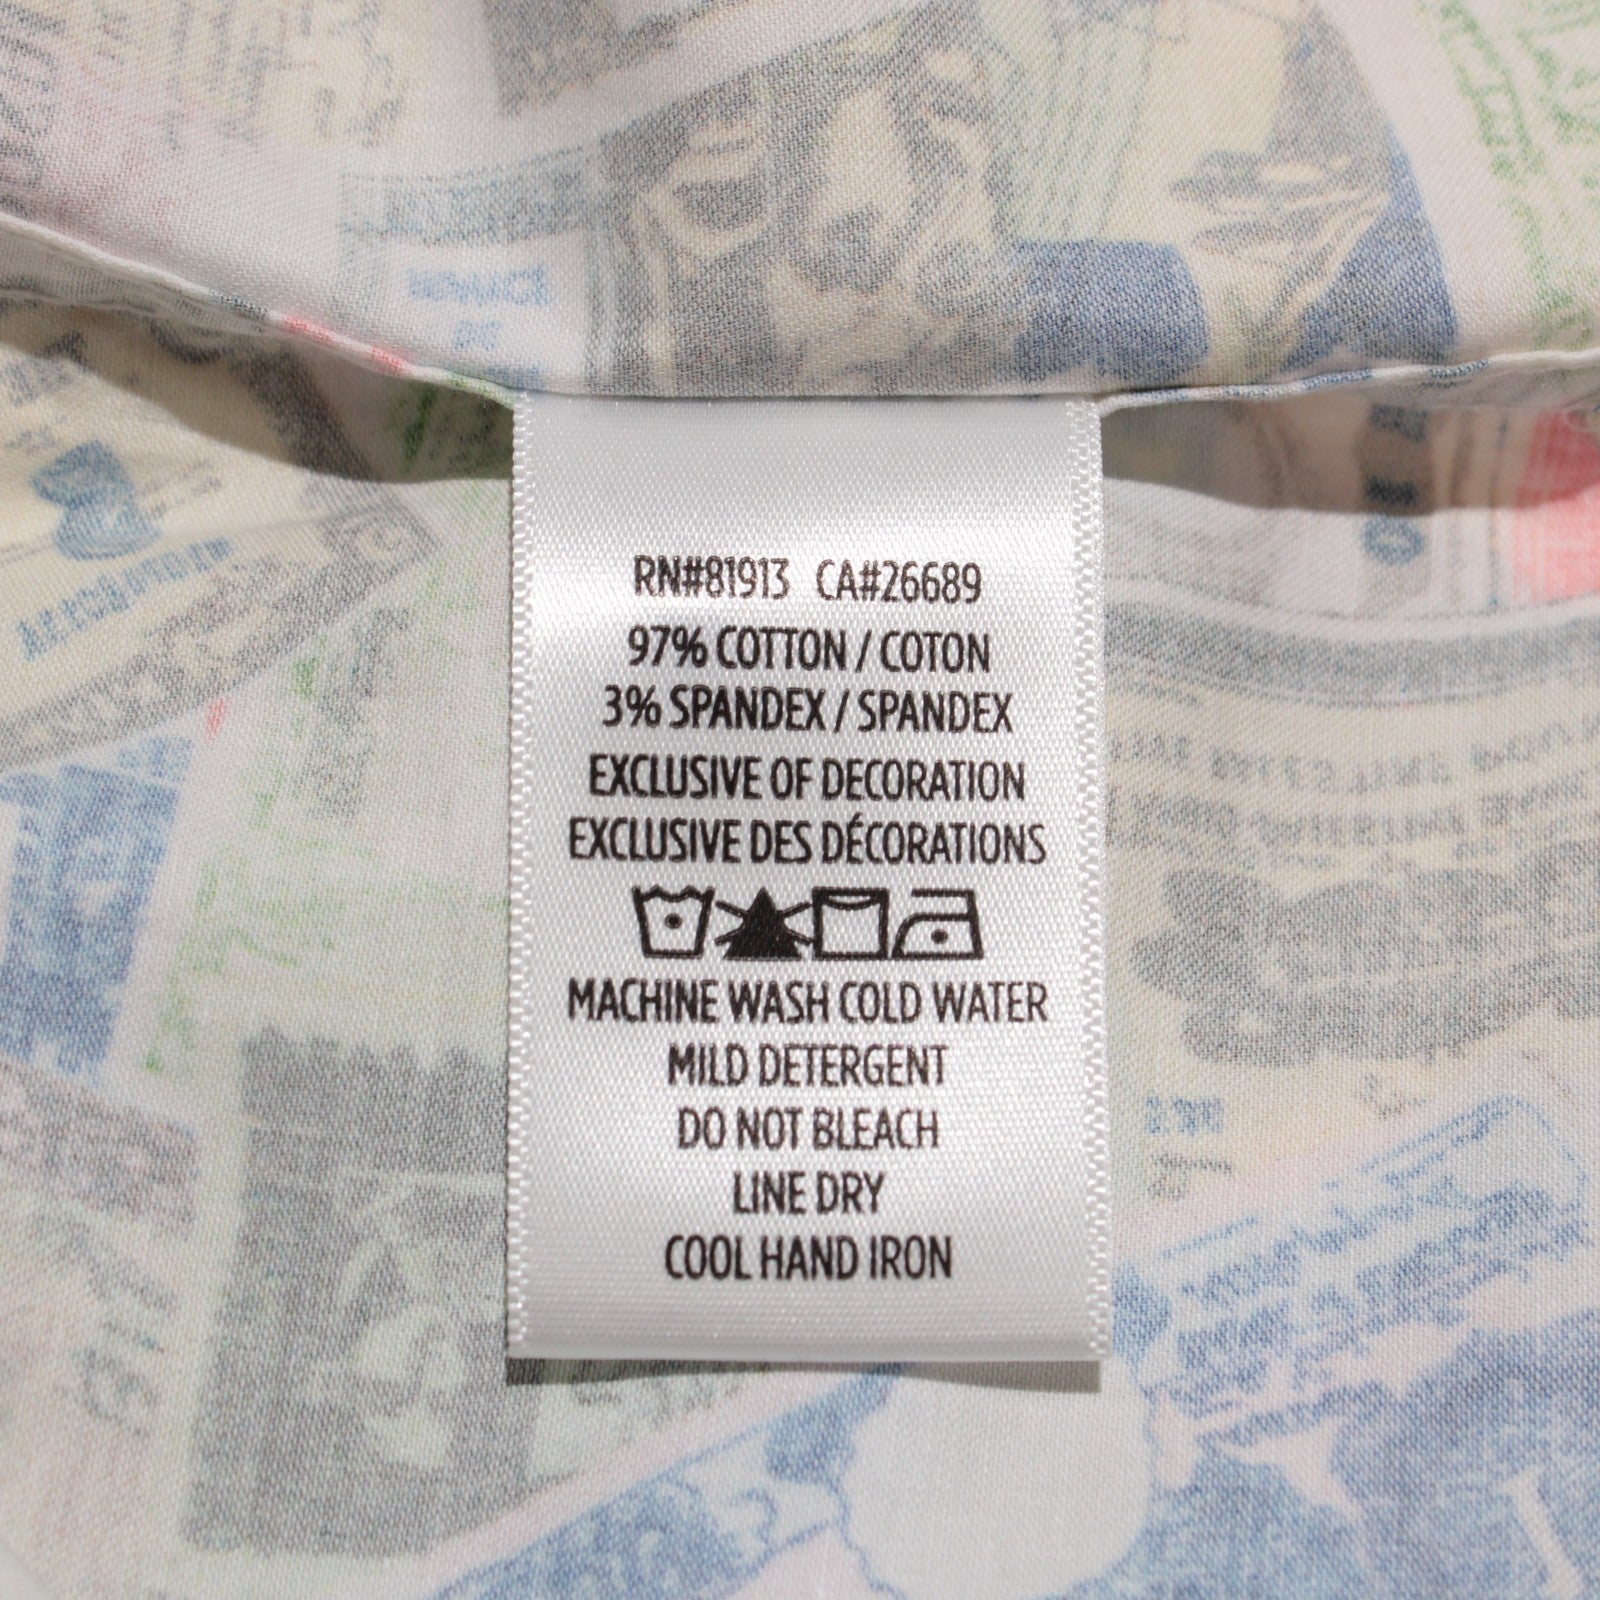 RN#81913 CA#26689
97% COTTON / COTON
3% SPANDEX / SPANDEX
EXCLUSIVE OF DECORATION
EXCLUSIVE DES DÉCORATIONS
MACHINE WASH COLD WATER
MILD DETERGENT
DO NOT BLEACH
LINE DRY
COOL HAND IRON